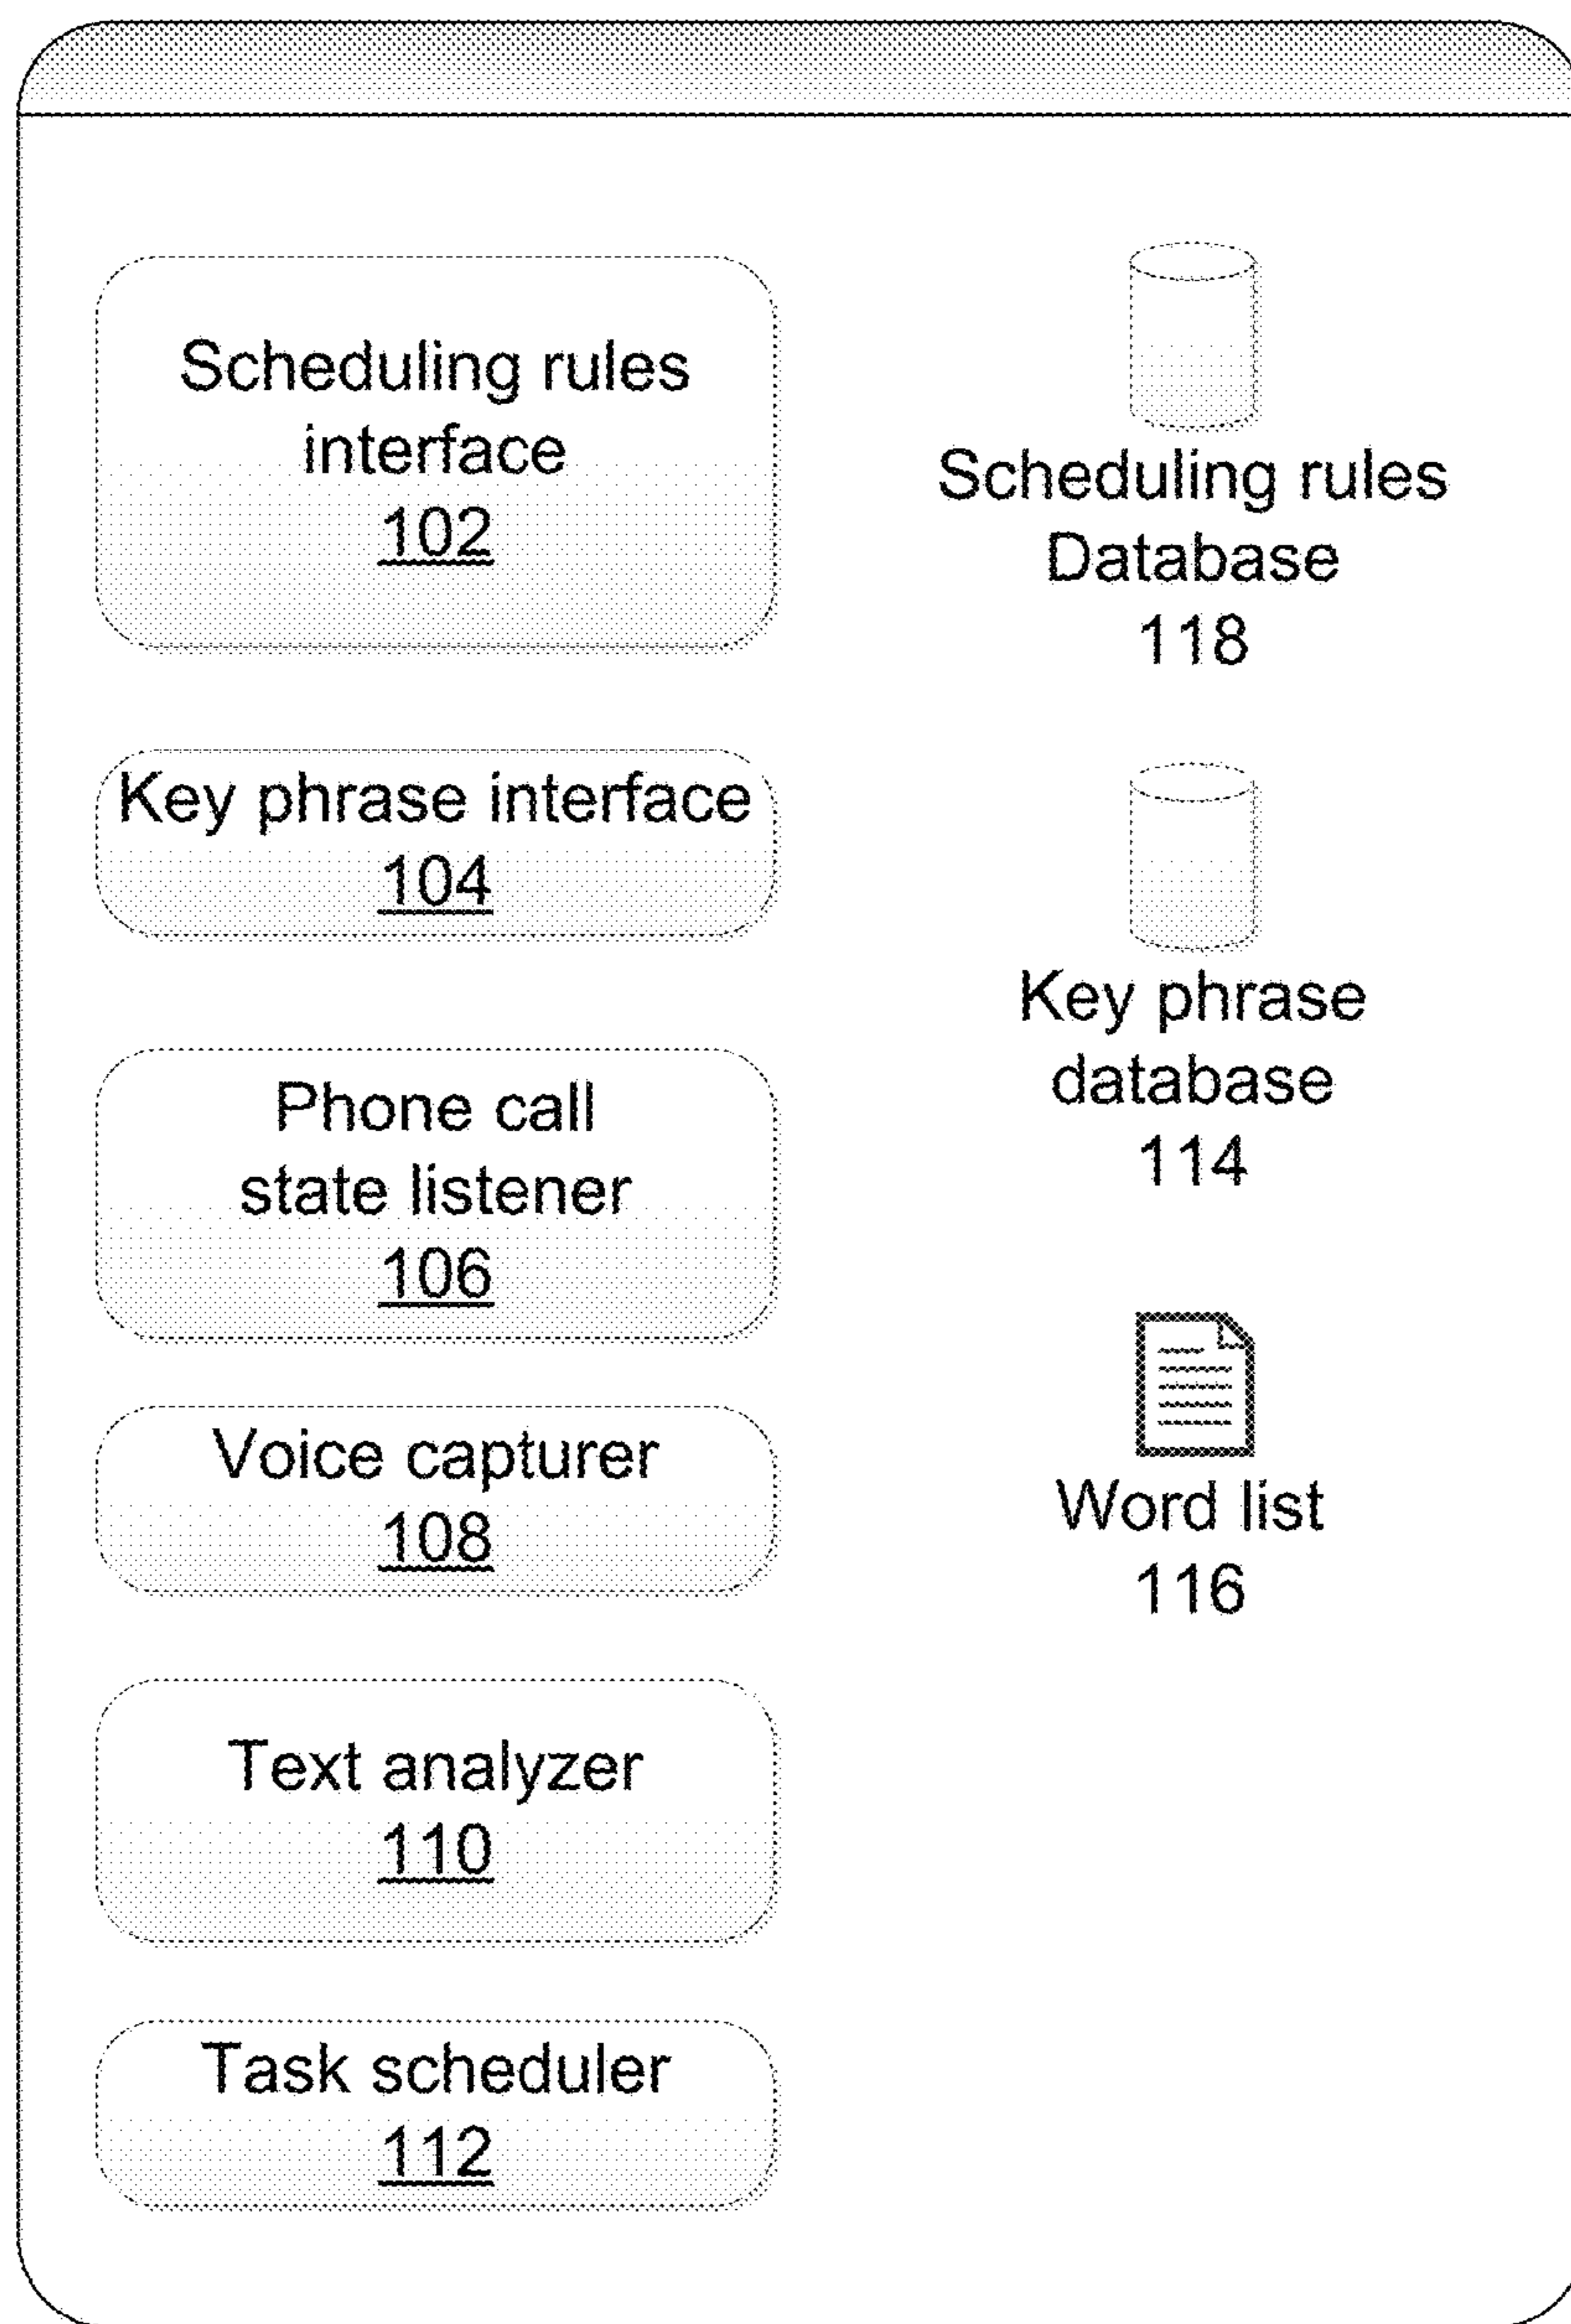 Scheduling rules
interface
102
Key phrase interface
104
Phone call
state listener
106
Voice capturer
108
Text analyzer
110
Task scheduler
112
Scheduling rules
Database
118
Key phrase
database
114
Word list
116